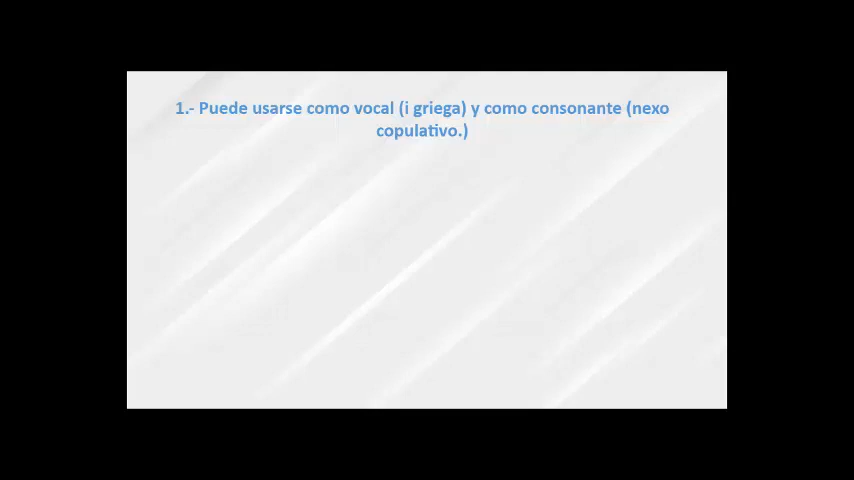 1.- Puede usarse como vocal (i griega) y como consonante (nexo
copulativo.)